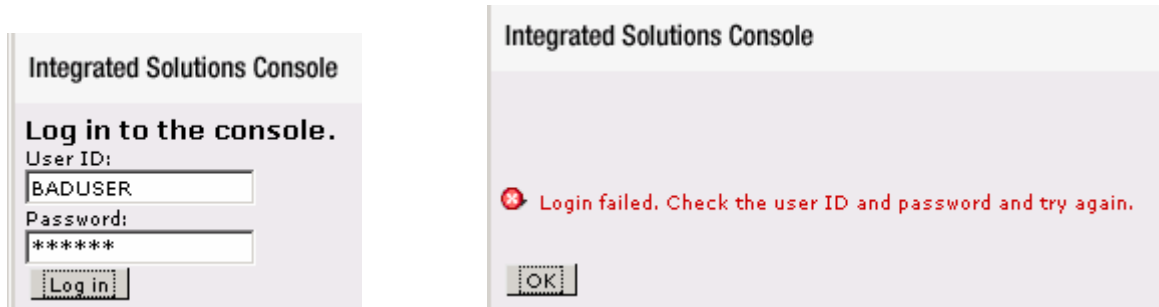 Integrated Solutions Console
Log in to the console.
User ID:
BADUSER
Password:
******
Log in
Integrated Solutions Console
Login failed. Check the user ID and password and try again.
OK